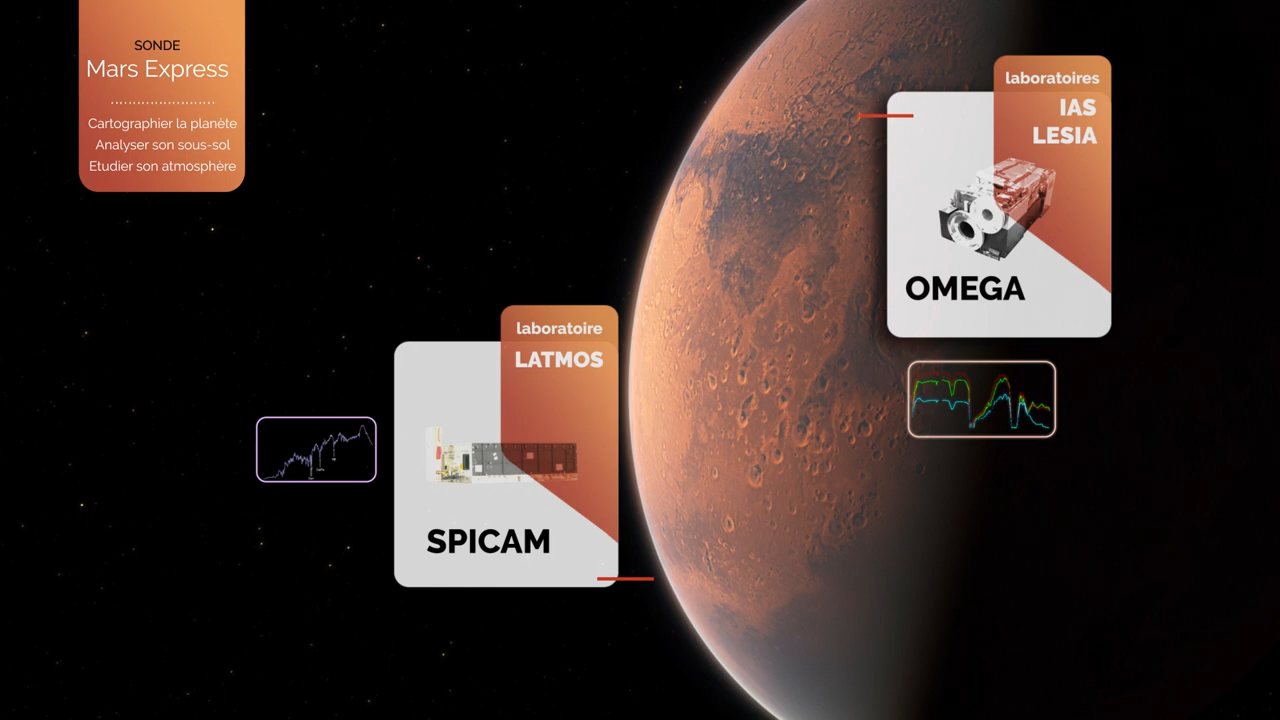 SONDE
Mars Express
Cartographier la planète
Analyser son sous-sol
Etudier son atmosphère
laboratoires
IAS
LESIA
OMEGA
laboratoire
LATMOS
SPICAM